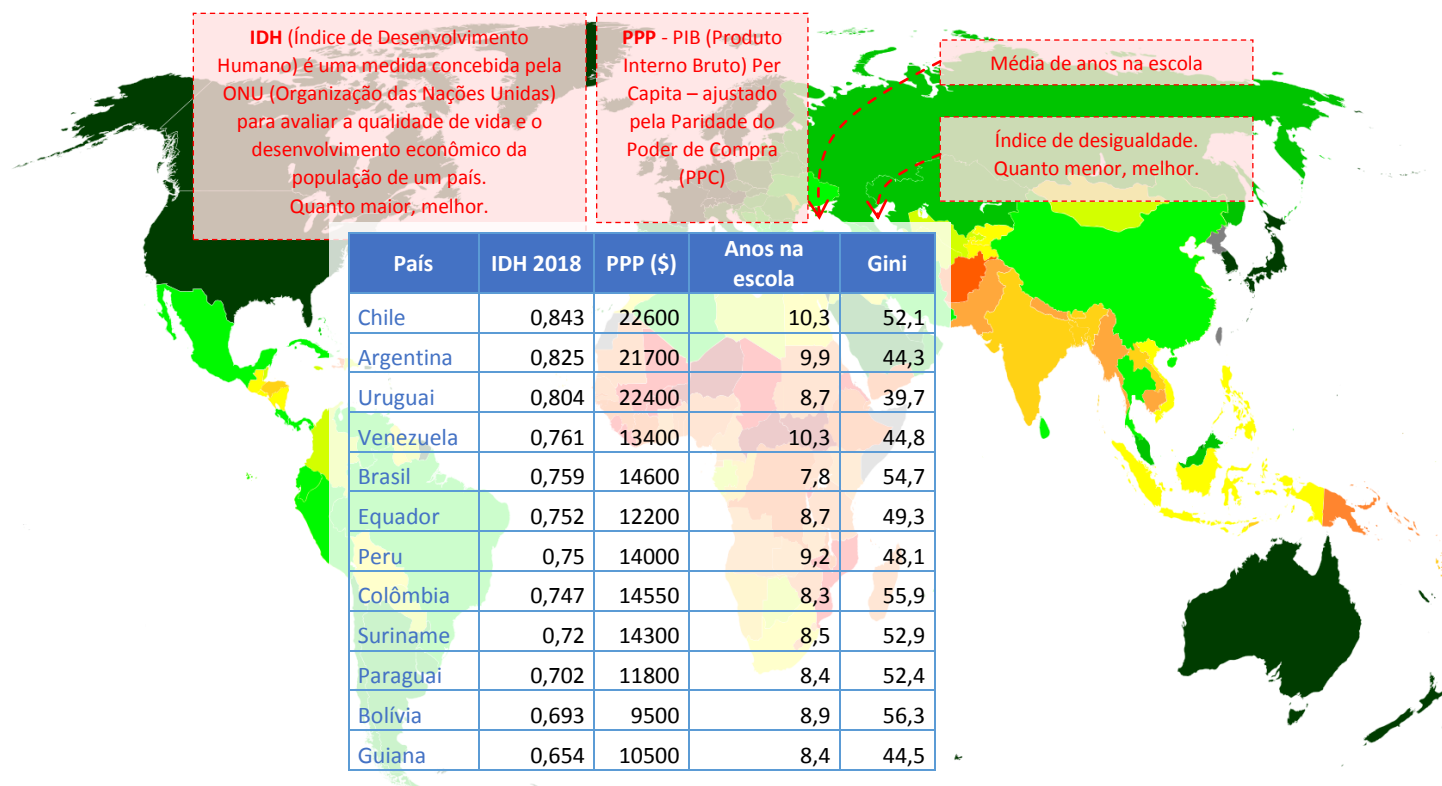 IDH (Índice de Desenvolvimento
Humano) é uma medida concebida pela
ONU (Organização das Nações Unidas)
para avaliar a qualidade de vida e o
desenvolvimento econômico da
população de um país.
Quanto maior, melhor.
PPP - PIB (Produto
Interno Bruto) Per
Capita – ajustado
pela Paridade do
Poder de Compra
(PPC)
Média de anos na escola
Índice de desigualdade.
Quanto menor, melhor.
País IDH 2018 PPP ($) Anos na escola Gini
Chile 0,843 22600 10,3 52,1
Argentina 0,825 21700 9,9 44,3
Uruguai 0,804 22400 8,7 39,7
Venezuela 0,761 13400 10,3 44,8
Brasil 0,759 14600 7,8 54,7
Equador 0,752 12200 8,7 49,3
Peru 0,75 14000 9,2 48,1
Colômbia 0,747 14550 8,3 55,9
Suriname 0,72 14300 8,5 52,9
Paraguai 0,702 11800 8,4 52,4
Bolívia 0,693 9500 8,9 56,3
Guiana 0,654 10500 8,4 44,5